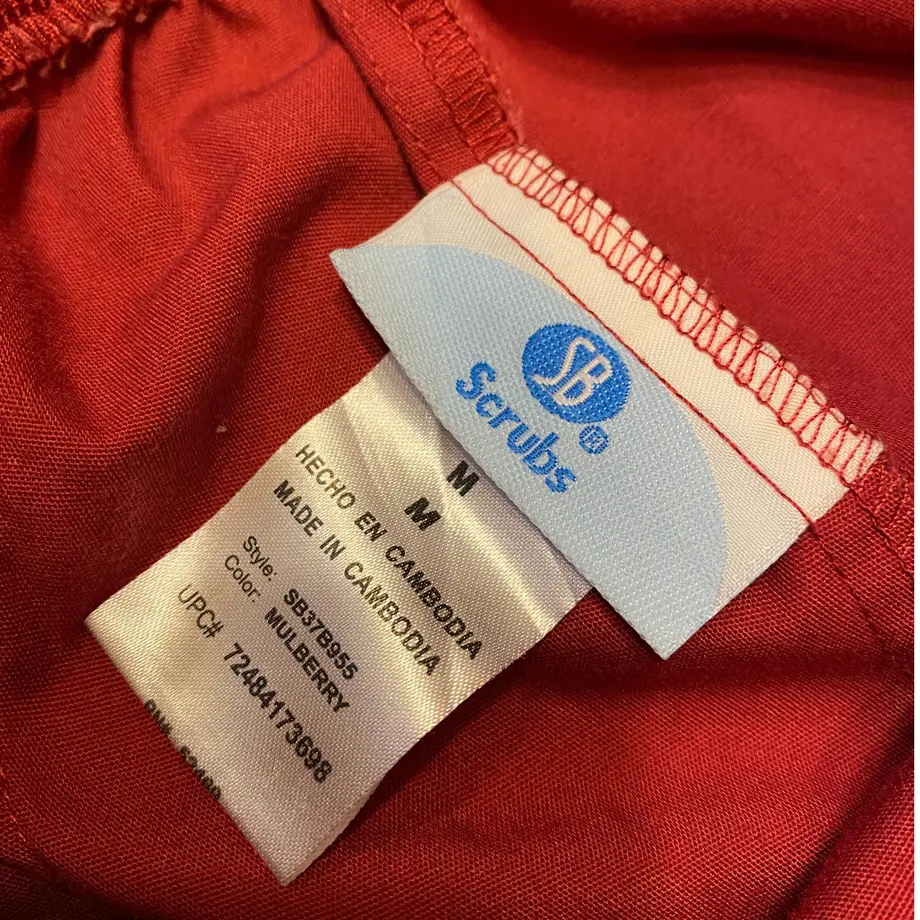 SB
Scrubs®
M
M
HECHO EN CAMBODIA
MADE IN CAMBODIA
Style: SB37B955
Color: MULBERRY
UPC# 72484173698